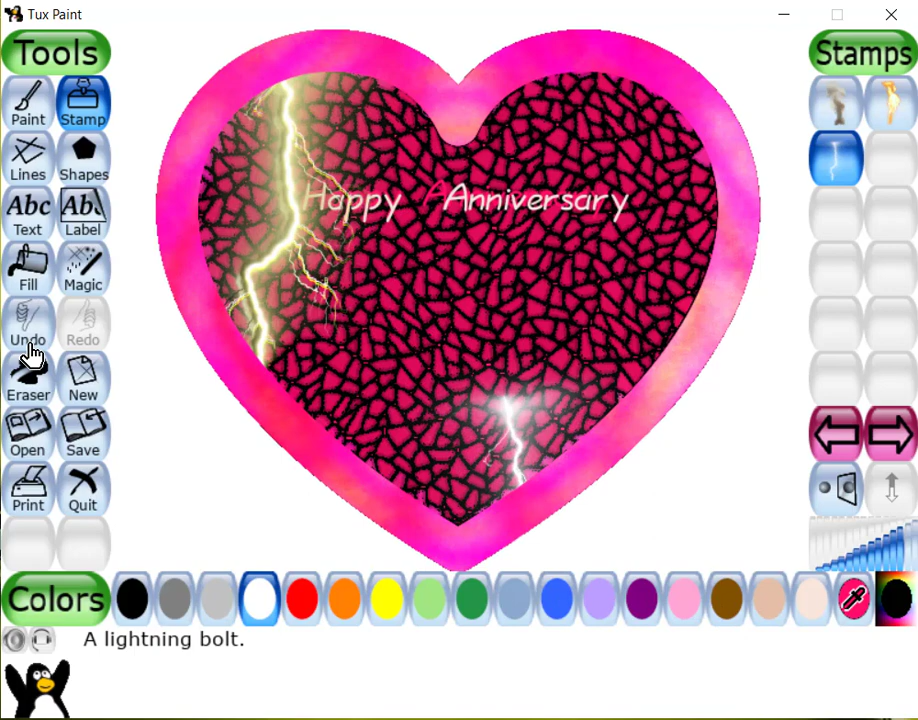 Tux Paint
Tools
Stamps
Paint
Stamp
Lines
Shapes
Abc
Abc
Text
Label
Happy Anniversary
Fill
Magic
Undo
Redo
Eraser
New
Open
Save
Print
Quit
Colors
A lightning bolt.